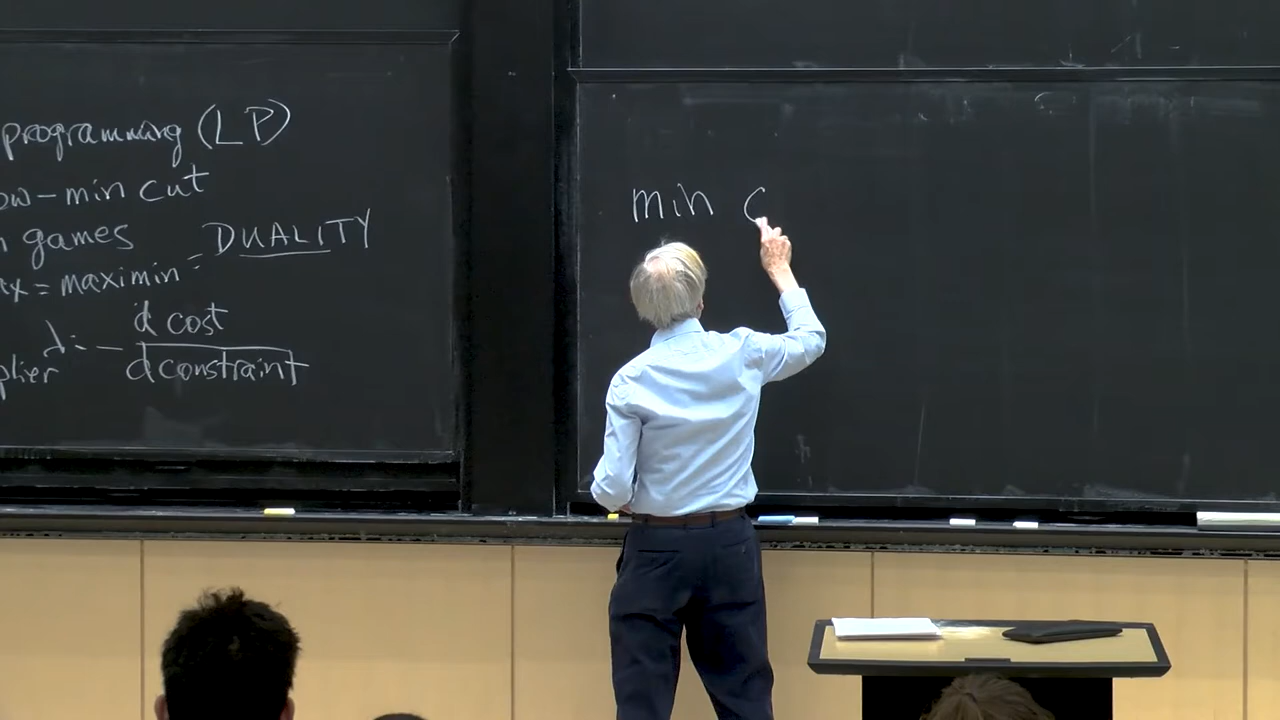 programming (LP)
ow - min cut
games
x = maximin = DUALITY
λ = - d cost
plier d constraint
min c